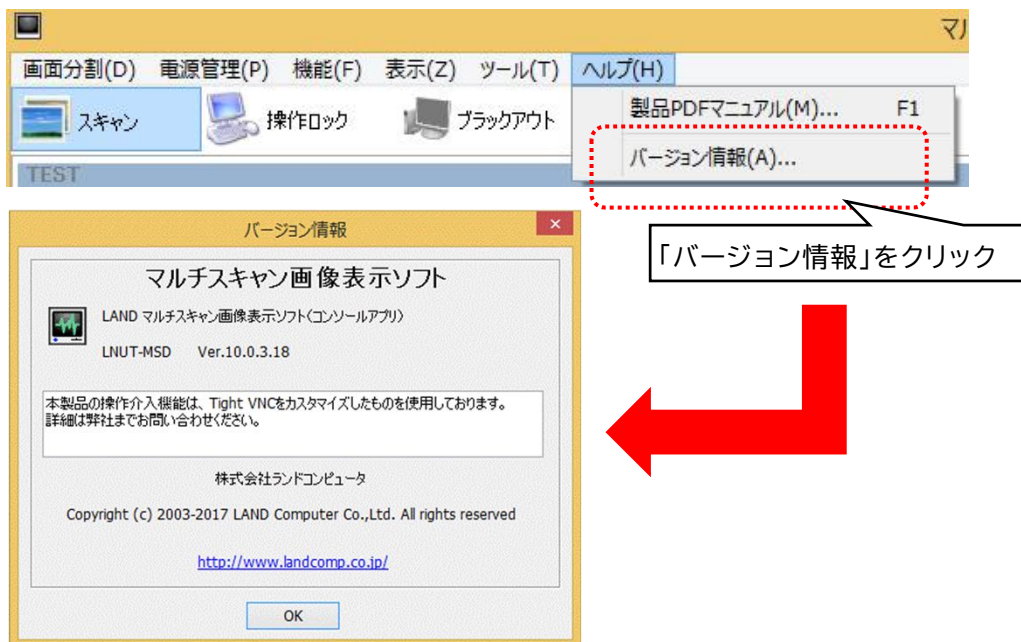 マル
画面分割(D) 電源管理(P) 機能(F) 表示(Z) ツール(T) ヘルプ(H)
スキャン 操作ロック ブラックアウト
製品PDFマニュアル(M)... F1
バージョン情報(A)...
TEST
「バージョン情報」をクリック
バージョン情報
マルチスキャン画像表示ソフト
LAND マルチスキャン画像表示ソフト(コンソールアプリ)
LNUT-MSD Ver.10.0.3.18
本製品の操作介入機能は、Tight VNCをカスタマイズしたものを使用しております。
詳細は弊社までお問い合わせください。
株式会社ランドコンピュータ
Copyright (c) 2003-2017 LAND Computer Co.,Ltd. All rights reserved
http://www.landcomp.co.jp/
OK